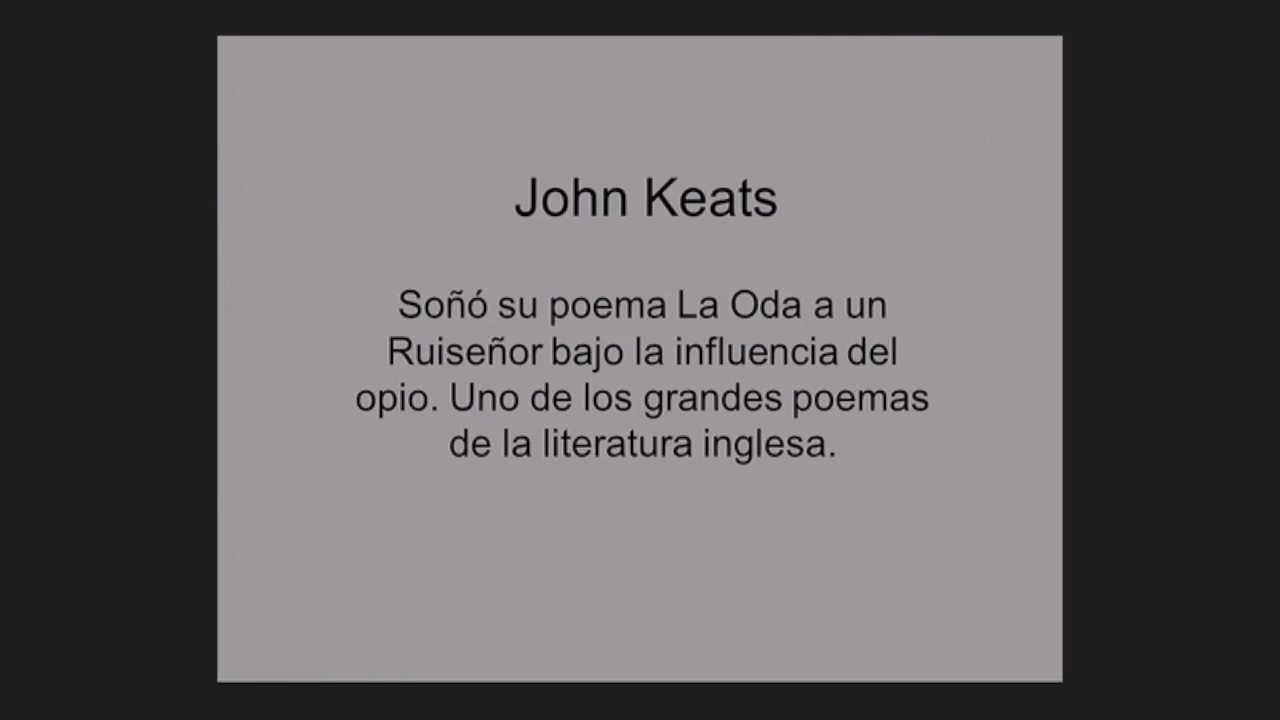 John Keats
Soñó su poema La Oda a un
Ruiseñor bajo la influencia del
opio. Uno de los grandes poemas
de la literatura inglesa.